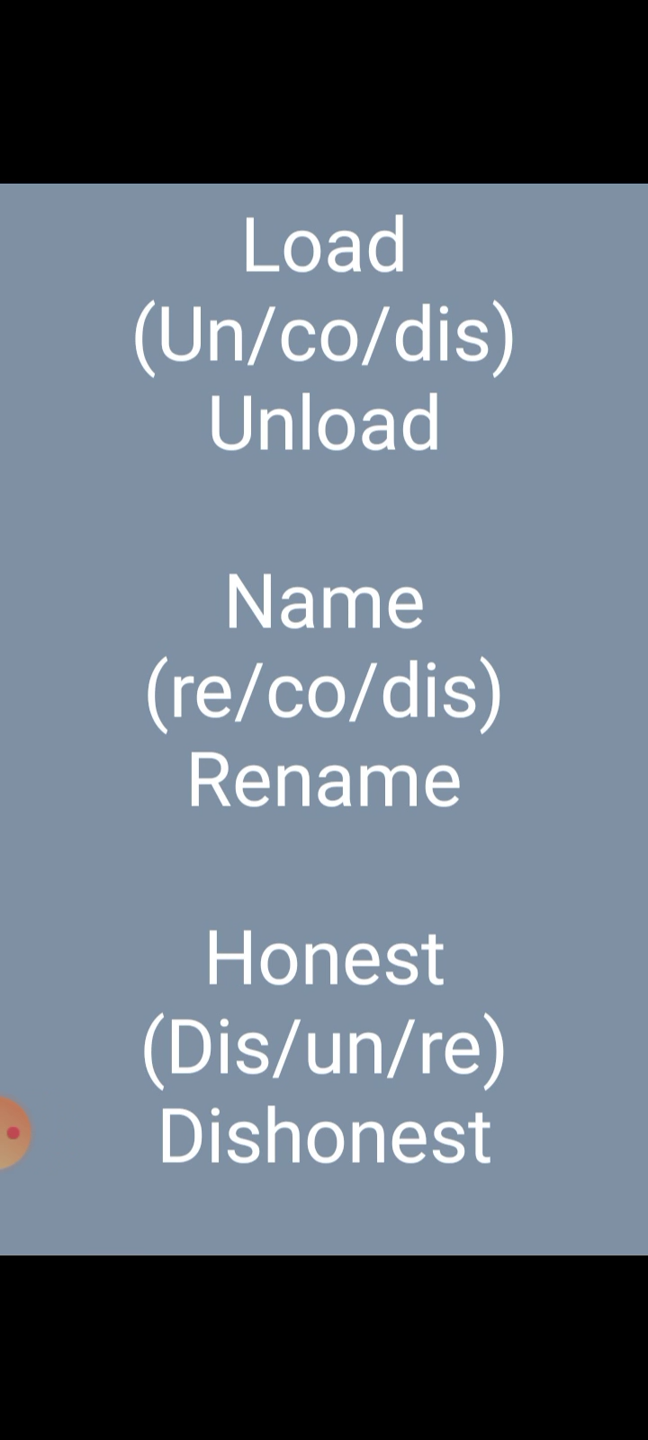 Load
(Un/co/dis)
Unload
Name
(re/co/dis)
Rename
Honest
(Dis/un/re)
Dishonest